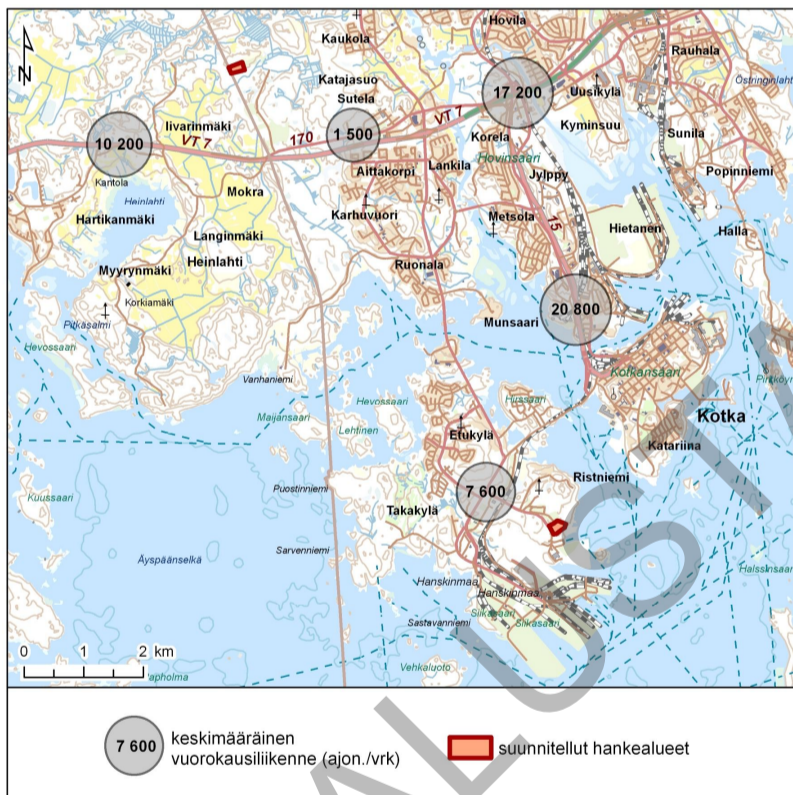 N
Hovila
Kaukola
Rauhala
Katajasuo
Östringinlahti
Sutela
17 200
Uusikylä
Iivarinmäki
1 500
VT 7
Kyminsuu
10 200
VT 7
170
Korela
Sunila
Hovinsaari
Aittakorpi
Lankila
Popinniemi
Kantola
Jylppy
Mokra
Heinlahti
Karhuvuori
Metsola
15
Hartikanmäki
Hietanen
Halla
Langinmäki
Heinlahti
Ruonala
Myyrynmäki
Korkiamäki
20 800
Munsaari
Pitkäsalmi
Hevossaari
Kotkansaari
Vanhaniemi
Hevossaari
Hirssaari
Maijansaari
Kotka
Lehtinen
Etukylä
Katariina
Ristniemi
Puostinniemi
7 600
Kuussaari
Takakylä
Äyspäänselkä
Sarvenniemi
Hanskinmaa
Hanskinmaa
Siikasaari
Siikasaari
Sastavanniemi
Vehkaluoto
0 1 2 km
ALUSTA
7 600
keskimääräinen
vuorokausiliikenne (ajon./vrk)
suunnitellut hankealueet